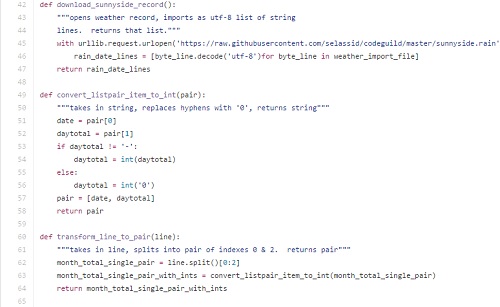 42 def download_sunnyside_record():
43     """opens weather record, imports as utf-8 list of string
44     lines.  returns that list."""
45     with urllib.request.urlopen('https://raw.githubusercontent.com/selassid/codeguild/master/sunnyside.rain'
46         rain_date_lines = [byte_line.decode('utf-8')for byte_line in weather_import_file]
47     return rain_date_lines
48
49 def convert_listpair_item_to_int(pair):
50     """takes in string, replaces hyphens with '0', returns string"""
51     date = pair[0]
52     daytotal = pair[1]
53     if daytotal != '-':
54         daytotal = int(daytotal)
55     else:
56         daytotal = int('0')
57     pair = [date, daytotal]
58     return pair
59
60 def transform_line_to_pair(line):
61     """takes in line, splits into pair of indexes 0 & 2.  returns pair"""
62     month_total_single_pair = line.split()[0:2]
63     month_total_single_pair_with_ints = convert_listpair_item_to_int(month_total_single_pair)
64     return month_total_single_pair_with_ints
65